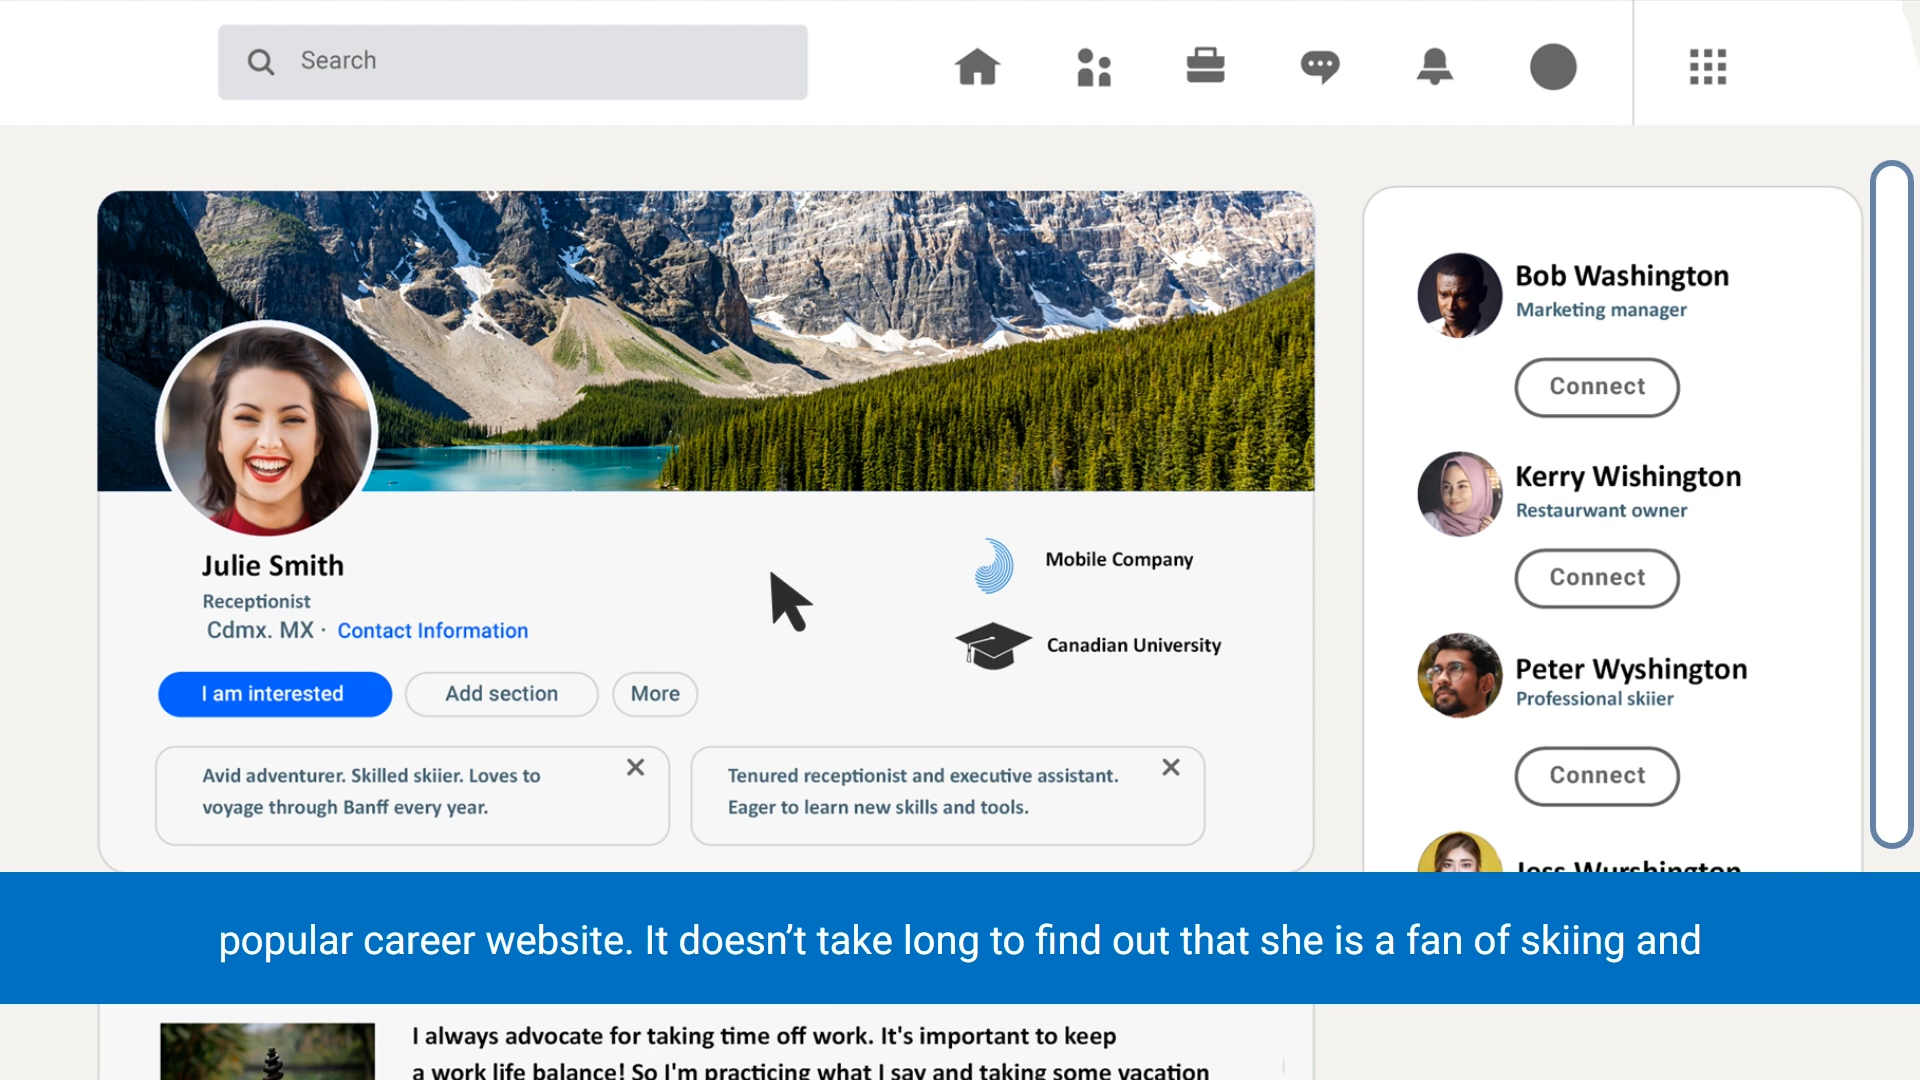 Search
Julie Smith
Receptionist
Cdmx. MX · Contact Information
Mobile Company
Canadian University
I am interested
Add section
More
Avid adventurer. Skilled skiier. Loves to
voyage through Banff every year.
Tenured receptionist and executive assistant.
Eager to learn new skills and tools.
Bob Washington
Marketing manager
Connect
Kerry Wishington
Restaurwant owner
Connect
Peter Wyshington
Professional skiier
Connect
Wurshington
popular career website. It doesn’t take long to find out that she is a fan of skiing and
I always advocate for taking time off work. It's important to keep
a work life balance! So I'm practicing what I say and taking some vacation